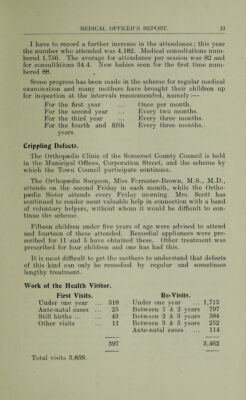 MEDICAL OFFICER'S REPORT. 41
I have to record a further increase in the attendance; this year
the number who attended was 4,182. Medical consultations num-
bered 1,756. The average for attendance per session was 82 and
for consultations 34.4. New babies seen for the first time num-
bered 88.
Some progress has been made in the scheme for regular medical
examination and many mothers have brought their children up
for inspection at the intervals recommended, namely:—
For the first year ... Once per month.
For the second year ... Every two months.
For the third year ... Every three months.
For the fourth and fifth Every three months.
years
Crippling Defects.
The Orthopædic Clinic of the Somerset County Council is held
in the Municipal Offices, Corporation Street, and the scheme by
which the Town Council participate continues.
The Orthopædic Surgeon, Miss Forrester-Brown, M.S., M.D.,
attends on the second Friday in each month, while the Ortho-
pædic Sister attends every Friday morning. Mrs. Scott has
continued to render most valuable help in connection with a band
of voluntary helpers, without whom it would be difficult to con-
tinue the scheme.
Fifteen children under five years of age were advised to attend
and fourteen of these attended. Remedial appliances were pre-
scribed for 11 and 5 have obtained these. Other treatment was
prescribed for four children and one has had this.
It is most difficult to get the mothers to understand that defects
of this kind can only be remedied by regular and sometimes
lengthy treatment.
Work of the Health Visitor.
First Visits. Re-Visits.
Under one year ... 318 Under one year ... 1,715
Ante-natal cases ... 25 Between 1 & 2 years 797
Still births ... ... 43 Between 2 & 3 years 584
Other visits ... 11 Between 3 & 5 years 252
Ante-natal cases ... 114
397 3,462
Total visits 3,859.